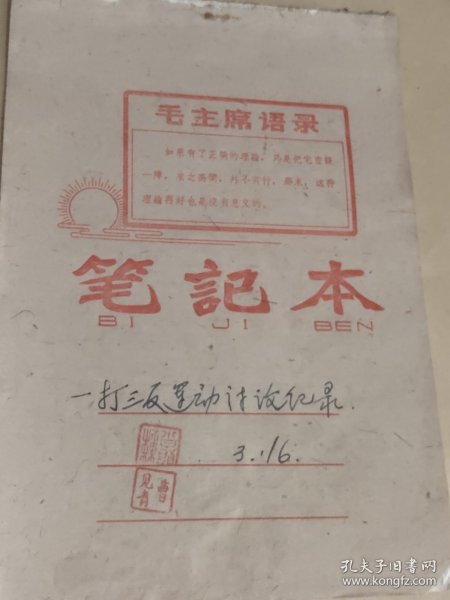 毛主席语录
如果有了正确的理论，只是把它空谈
一阵，束之高阁，并不实行，那末，这种
理论再好也是没有意义的。
笔记本
BI JI BEN
一打三反运动讨论纪录.
3.16.
孔夫子旧书网
www.kongfz.com